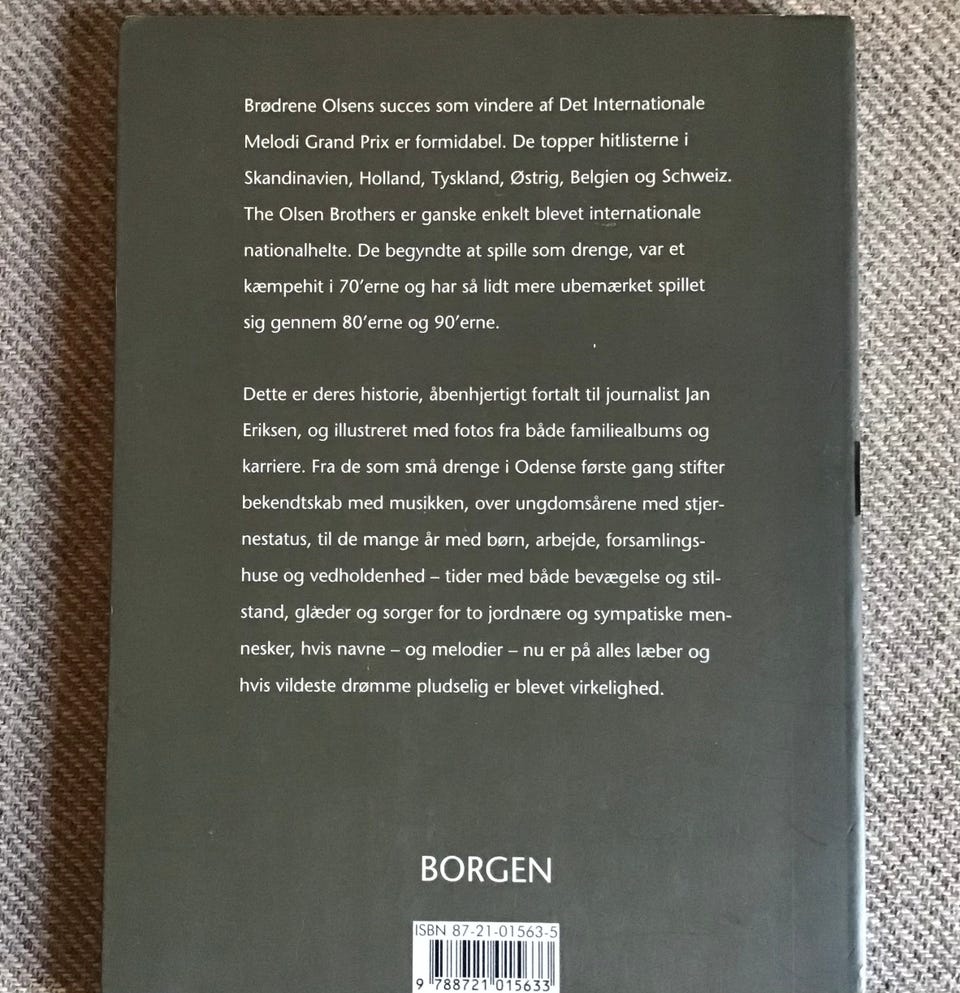 Brødrene Olsens succes som vindere af Det Internationale
Melodi Grand Prix er formidabel. De topper hitlisterne i
Skandinavien, Holland, Tyskland, Østrig, Belgien og Schweiz.
The Olsen Brothers er ganske enkelt blevet internationale
nationalhelte. De begyndte at spille som drenge, var et
kæmpehit i 70'erne og har så lidt mere ubemærket spillet
sig gennem 80'erne og 90'erne.
Dette er deres historie, åbenhjertigt fortalt til journalist Jan
Eriksen, og illustreret med fotos fra både familiealbums og
karriere. Fra de som små drenge i Odense første gang stifter
bekendtskab med musikken, over ungdomsårene med stjer-
nestatus, til de mange år med børn, arbejde, forsamlings-
huse og vedholdenhed – tider med både bevægelse og stil-
stand, glæder og sorger for to jordnære og sympatiske men-
nesker, hvis navne – og melodier – nu er på alles læber og
hvis vildeste drømme pludselig er blevet virkelighed.
BORGEN
ISBN 87-21-01563-5
9 788721 015633